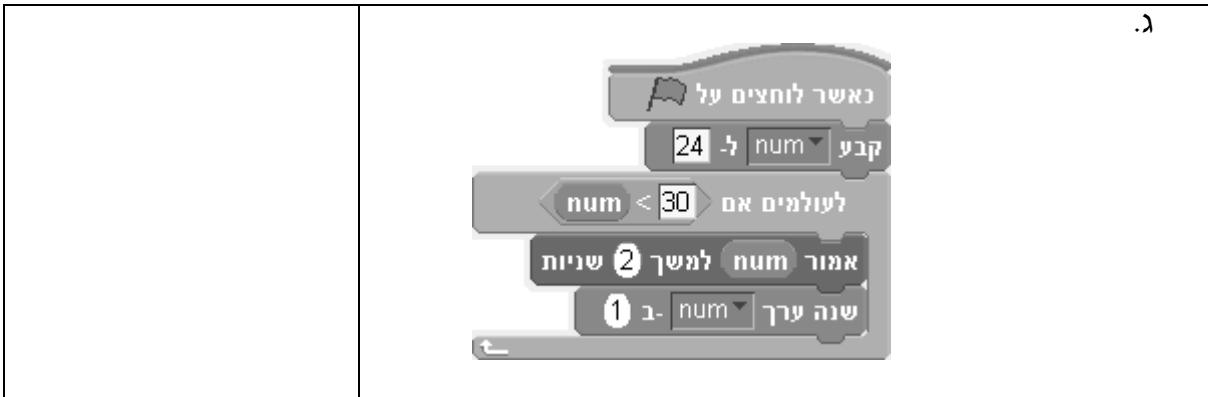 ג.
כאשר לוחצים על
קבע num ל- 24
לעולמים אם num < 30
אמור num למשך 2 שניות
שנה ערך num -ב 1